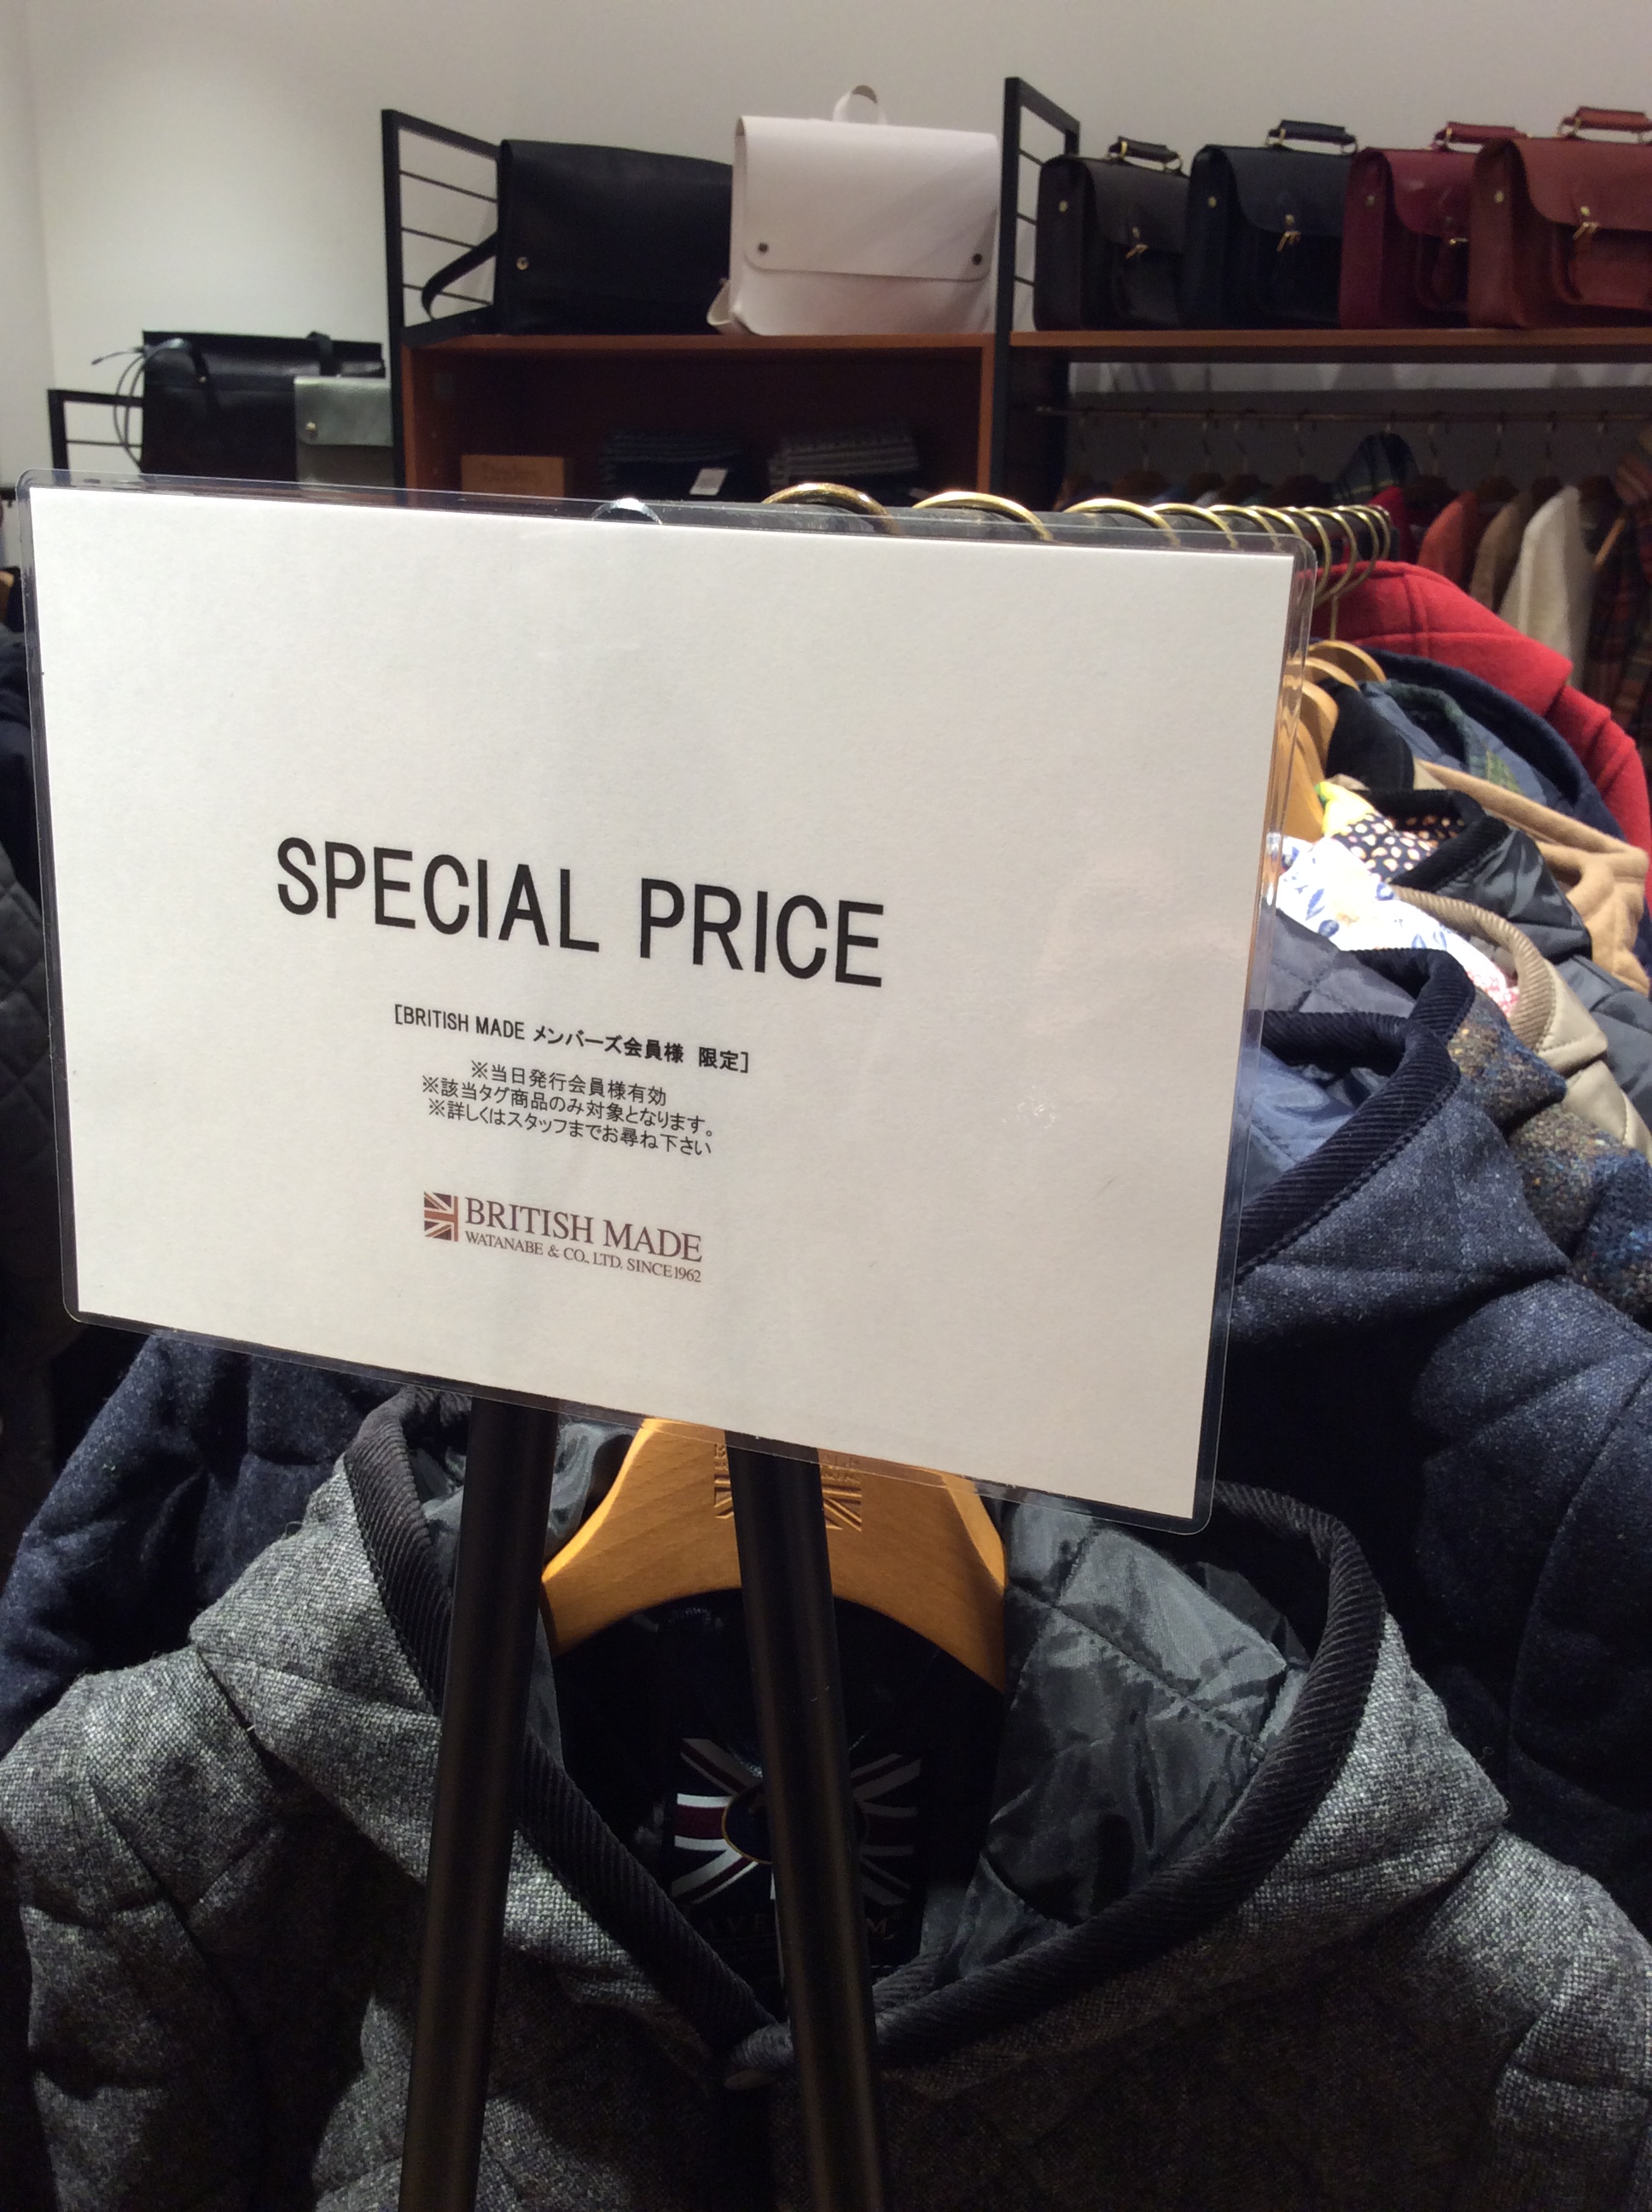 SPECIAL PRICE
[BRITISH MADE メンバーズ会員様 限定]
※当日発行会員様有効
※該当タグ商品のみ対象となります。
※詳しくはスタッフまでお尋ね下さい
BRITISH MADE
WATANABE & CO., LTD. SINCE 1962